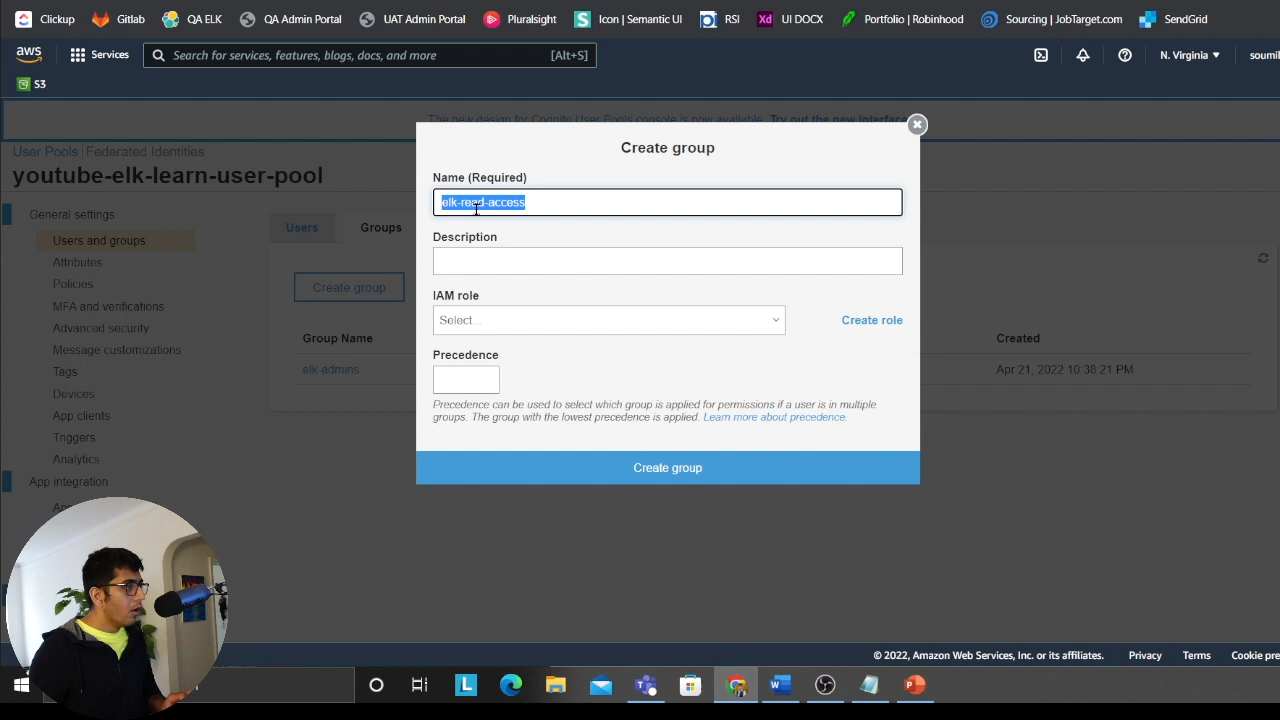 Clickup Gitlab QA ELK QA Admin Portal UAT Admin Portal Pluralsight Icon | Semantic UI RSI UI DOCX Portfolio | Robinhood Sourcing | JobTarget.com SendGrid
aws Services Search for services, features, blogs, docs, and more [Alt+S] N. Virginia soumil
S3
The new design for Cognito User Pools console is now available. Try out the new interface
User Pools | Federated Identities
youtube-elk-learn-user-pool
General settings
Users and groups
Attributes
Policies
MFA and verifications
Advanced security
Message customizations
Tags
Devices
App clients
Triggers
Analytics
App integration
Users Groups
Create group
Group Name Created
elk-admins Apr 21, 2022 10:38:21 PM
Create group
Name (Required)
elk-read-access
Description
IAM role
Select... Create role
Precedence
Precedence can be used to select which group is applied for permissions if a user is in multiple
groups. The group with the lowest precedence is applied. Learn more about precedence.
Create group
© 2022, Amazon Web Services, Inc. or its affiliates. Privacy Terms Cookie pre